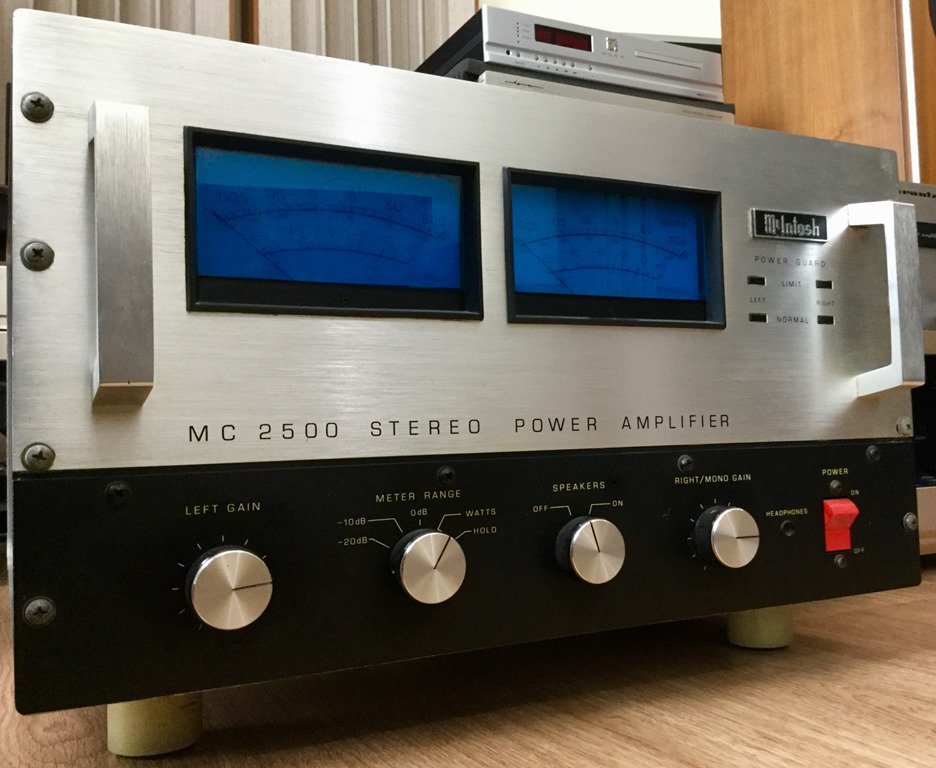 McIntosh
POWER GUARD
LIMIT
LEFT RIGHT
NORMAL
MC 2500 STEREO POWER AMPLIFIER
LEFT GAIN
METER RANGE
-20dB -10dB 0dB WATTS HOLD
SPEAKERS
OFF ON
RIGHT/MONO GAIN
HEADPHONES
POWER
ON
OFF